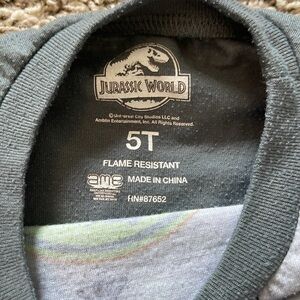 JURASSIC WORLD
© Universal City Studios LLC and
Amblin Entertainment, Inc. All Rights Reserved.
5T
FLAME RESISTANT
ame
MADE IN CHINA
RN#87652